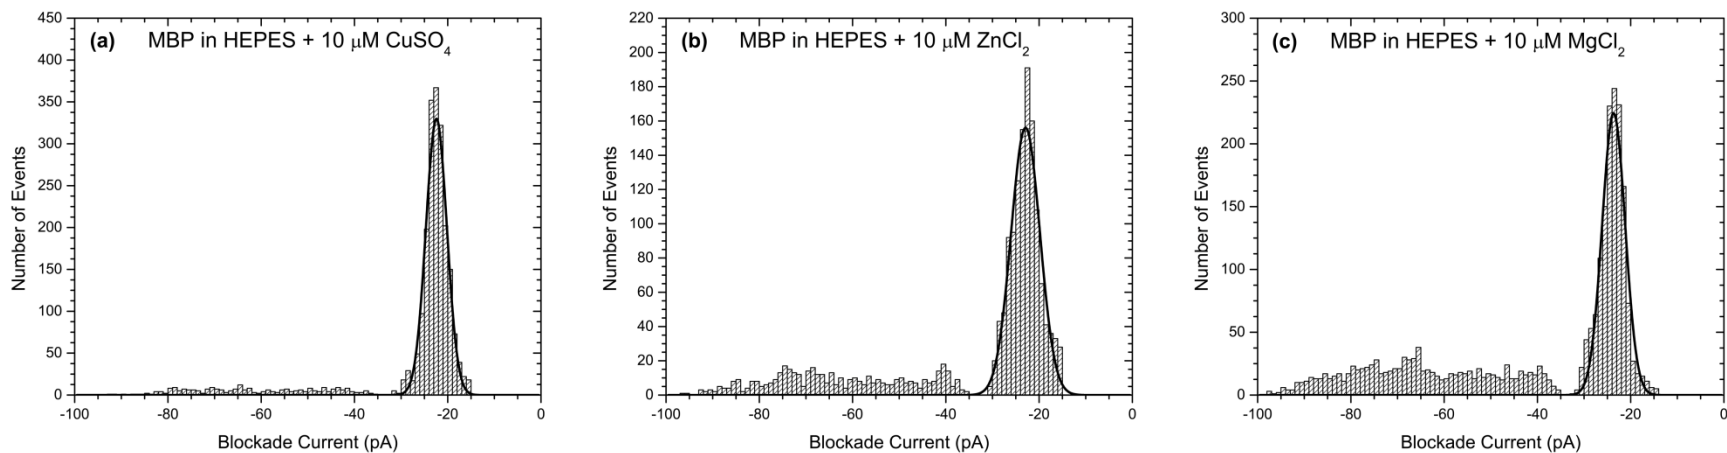 (a) MBP in HEPES + 10 μM CuSO4
450
400
350
300
250
200
150
100
50
0
Number of Events
-100 -80 -60 -40 -20 0
Blockade Current (pA)
(b) MBP in HEPES + 10 μM ZnCl2
220
200
180
160
140
120
100
80
60
40
20
0
Number of Events
-100 -80 -60 -40 -20 0
Blockade Current (pA)
(c) MBP in HEPES + 10 μM MgCl2
300
250
200
150
100
50
0
Number of Events
-100 -80 -60 -40 -20 0
Blockade Current (pA)